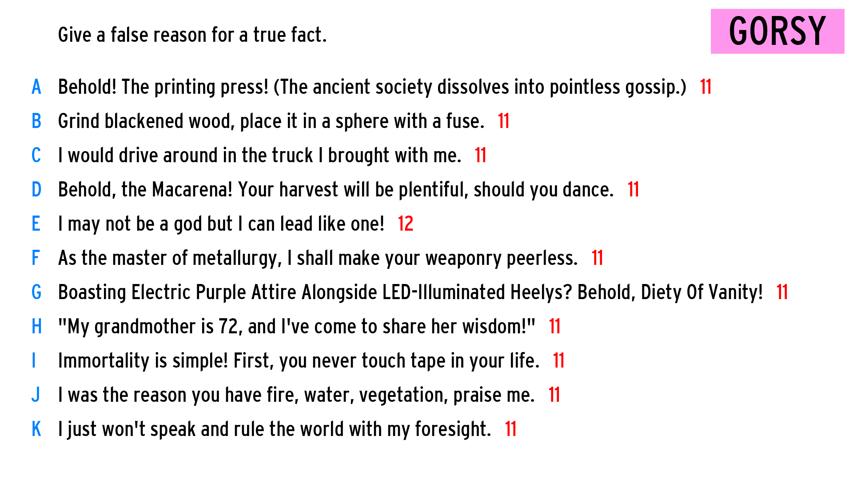 Give a false reason for a true fact.
GORSY
A Behold! The printing press! (The ancient society dissolves into pointless gossip.) 11
B Grind blackened wood, place it in a sphere with a fuse. 11
C I would drive around in the truck I brought with me. 11
D Behold, the Macarena! Your harvest will be plentiful, should you dance. 11
E I may not be a god but I can lead like one! 12
F As the master of metallurgy, I shall make your weaponry peerless. 11
G Boasting Electric Purple Attire Alongside LED-Illuminated Heelys? Behold, Diety Of Vanity! 11
H "My grandmother is 72, and I've come to share her wisdom!" 11
I Immortality is simple! First, you never touch tape in your life. 11
J I was the reason you have fire, water, vegetation, praise me. 11
K I just won't speak and rule the world with my foresight. 11